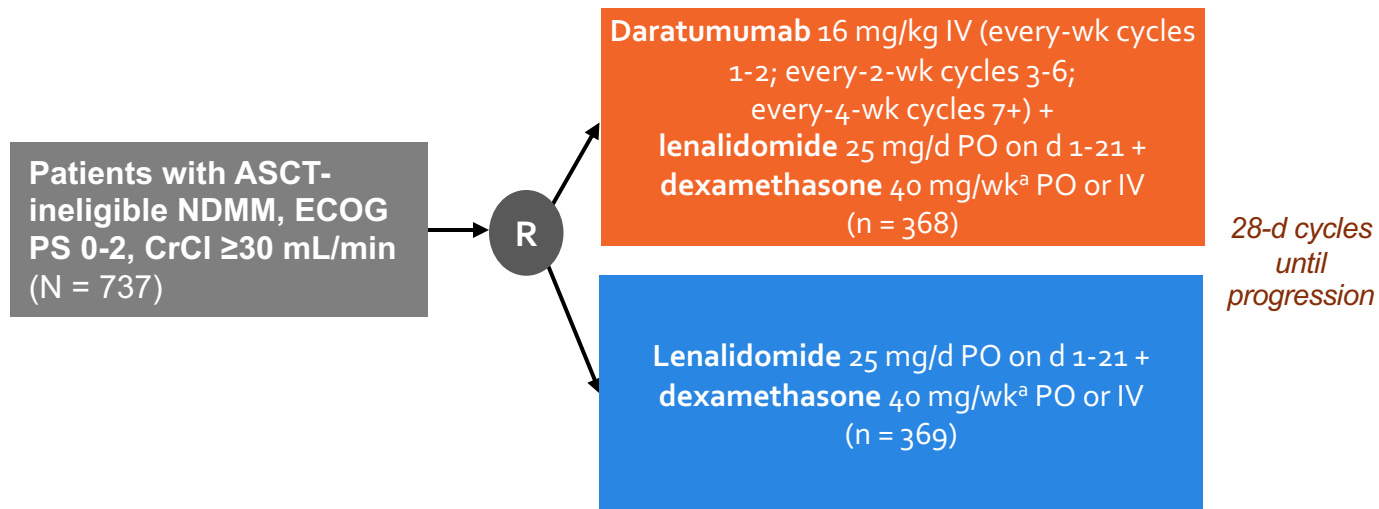 Patients with ASCT-
ineligible NDMM, ECOG
PS 0-2, CrCl ≥30 mL/min
(N = 737)
R
Daratumumab 16 mg/kg IV (every-wk cycles
1-2; every-2-wk cycles 3-6;
every-4-wk cycles 7+) +
lenalidomide 25 mg/d PO on d 1-21 +
dexamethasone 40 mg/wkᵃ PO or IV
(n = 368)
Lenalidomide 25 mg/d PO on d 1-21 +
dexamethasone 40 mg/wkᵃ PO or IV
(n = 369)
28-d cycles
until
progression